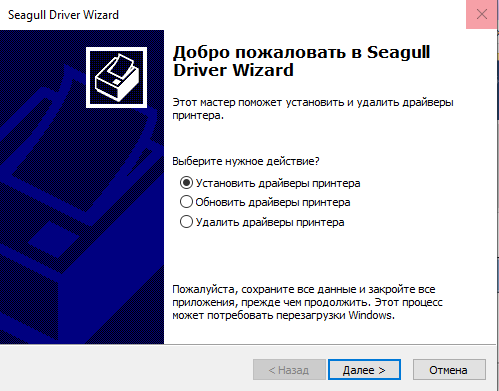 Seagull Driver Wizard
Добро пожаловать в Seagull
Driver Wizard
Этот мастер поможет установить и удалить драйверы
принтера.
Выберите нужное действие?
Установить драйверы принтера
Обновить драйверы принтера
Удалить драйверы принтера
Пожалуйста, сохраните все данные и закройте все
приложения, прежде чем продолжить. Этот процесс
может потребовать перезагрузки Windows.
< Назад
Далее >
Отмена